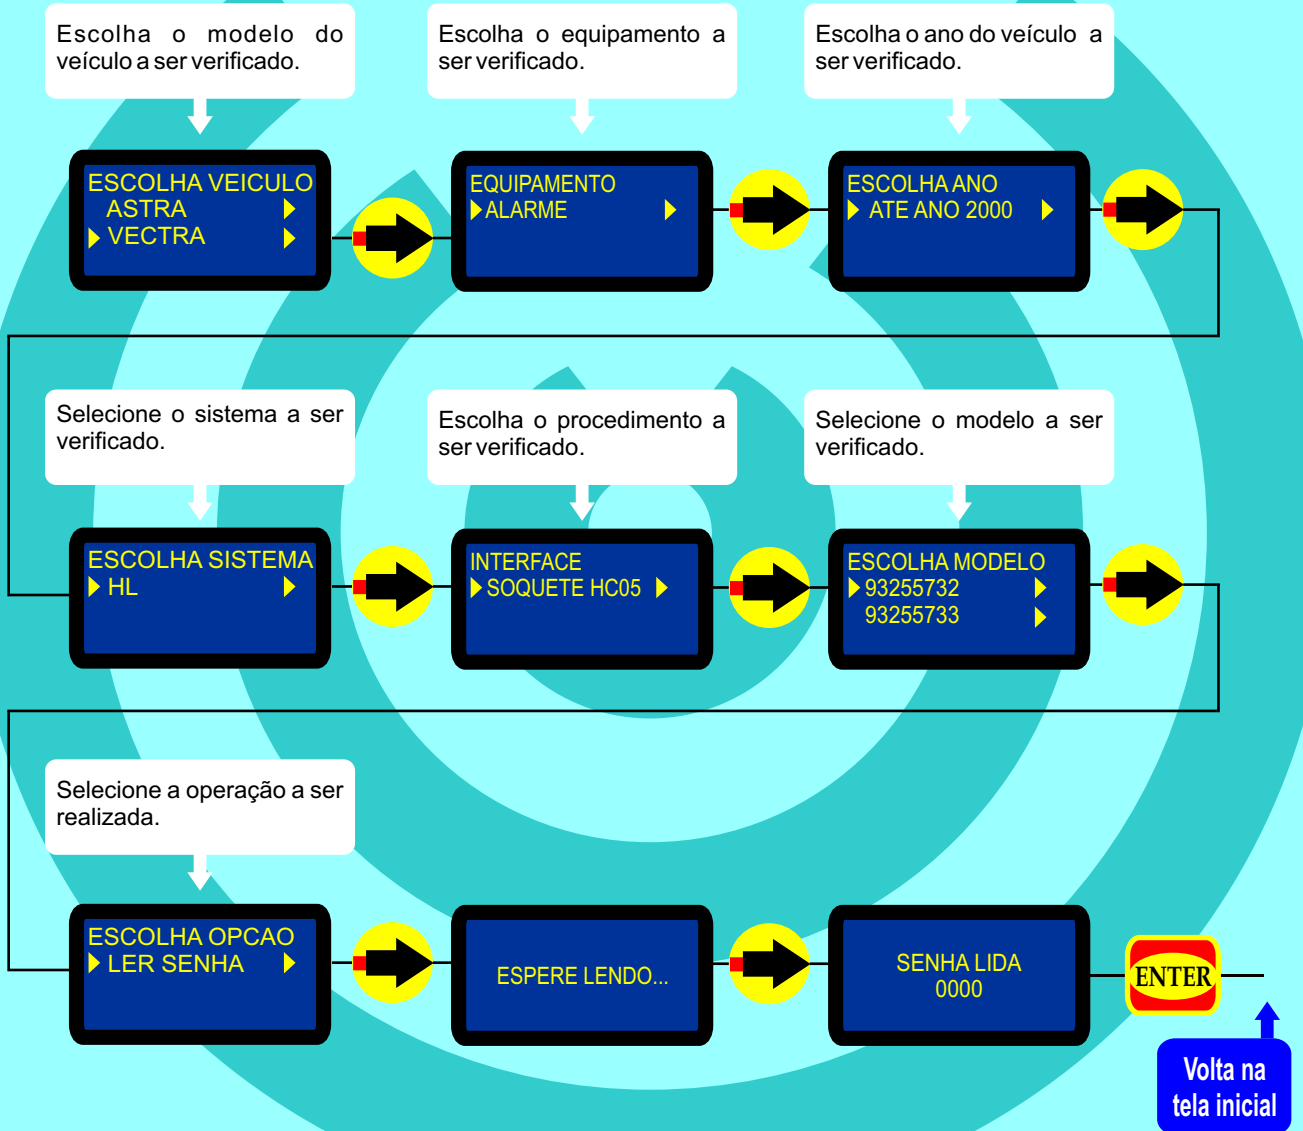 Escolha o modelo do
veículo a ser verificado.
Escolha o equipamento a
ser verificado.
Escolha o ano do veículo a
ser verificado.
ESCOLHA VEICULO
ASTRA
VECTRA
EQUIPAMENTO
ALARME
ESCOLHA ANO
ATE ANO 2000
Selecione o sistema a ser
verificado.
Escolha o procedimento a
ser verificado.
Selecione o modelo a ser
verificado.
ESCOLHA SISTEMA
HL
INTERFACE
SOQUETE HC05
ESCOLHA MODELO
93255732
93255733
Selecione a operação a ser
realizada.
ESCOLHA OPCAO
LER SENHA
ESPERE LENDO...
SENHA LIDA
0000
ENTER
Volta na
tela inicial